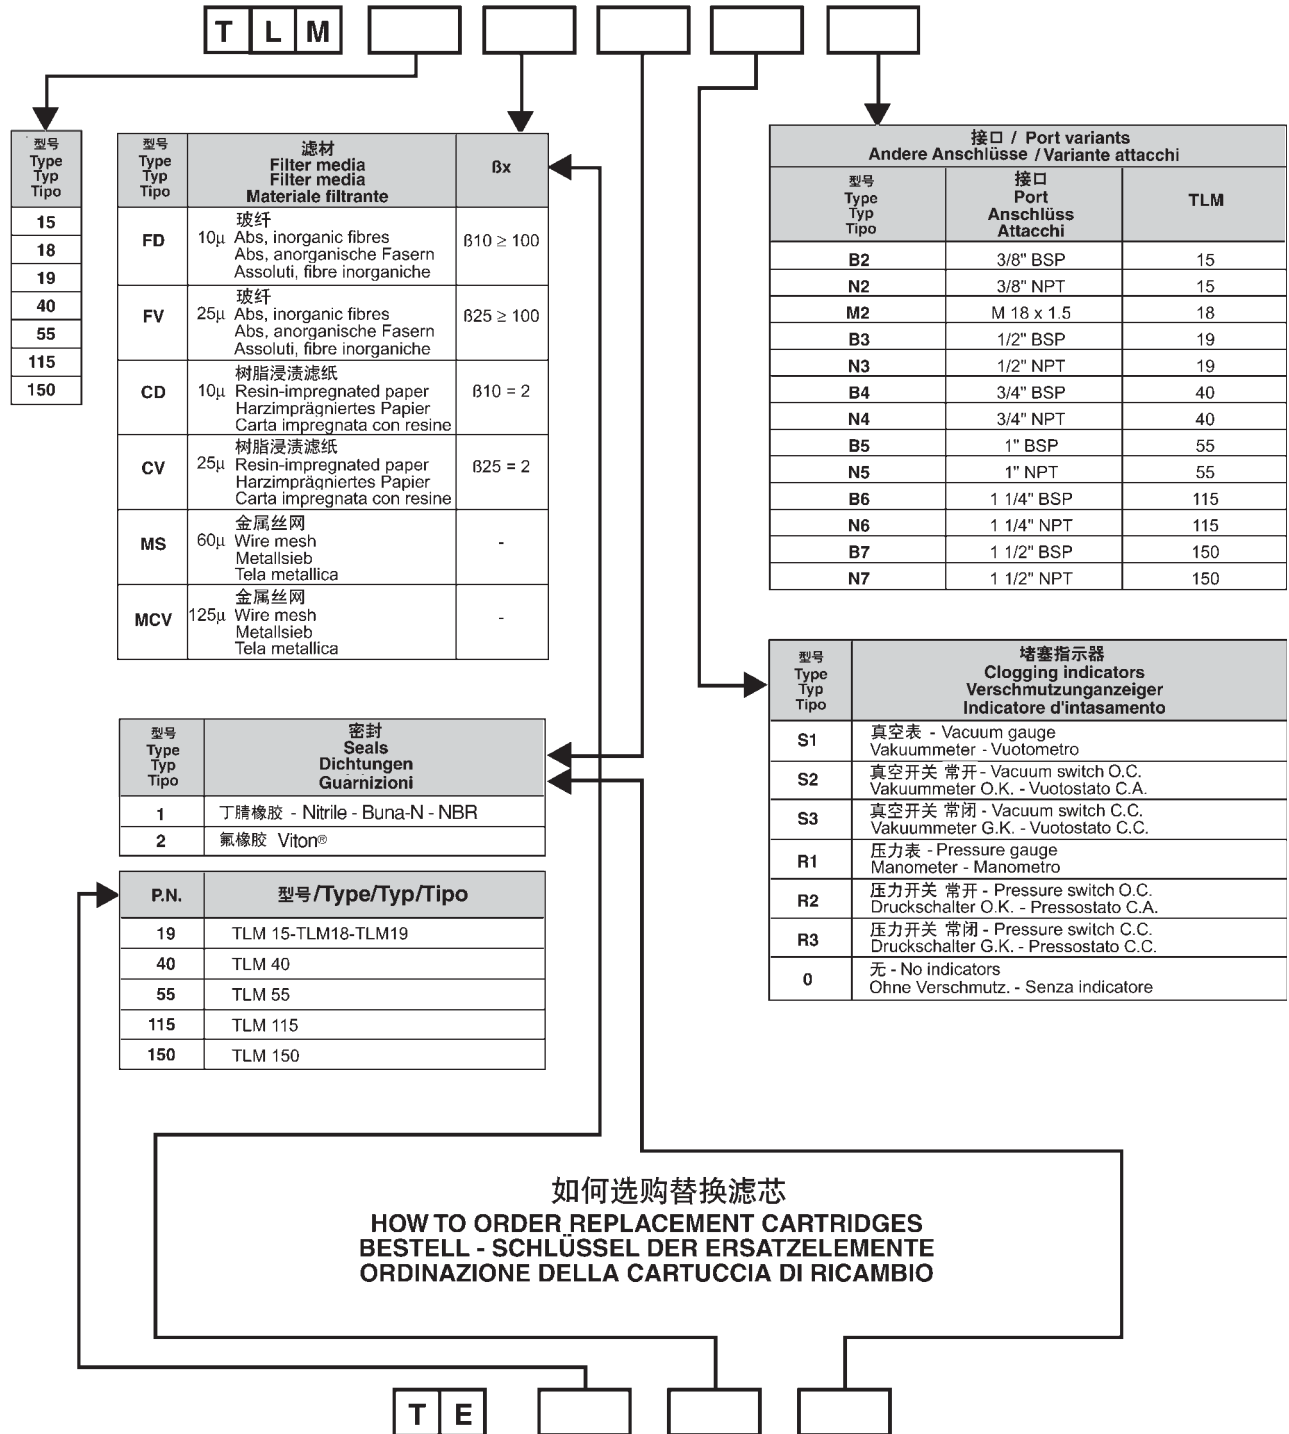 T L M
型号
Type
Typ
Tipo
15
18
19
40
55
115
150
型号
Type
Typ
Tipo
滤材
Filter media
Filter media
Materiale filtrante
ßx
FD
10µ
玻纤
Abs, inorganic fibres
Abs, anorganische Fasern
Assoluti, fibre inorganiche
ß10 ≥ 100
FV
25µ
玻纤
Abs, inorganic fibres
Abs, anorganische Fasern
Assoluti, fibre inorganiche
ß25 ≥ 100
CD
10µ
树脂浸渍滤纸
Resin-impregnated paper
Harzimprägniertes Papier
Carta impregnata con resine
ß10 = 2
CV
25µ
树脂浸渍滤纸
Resin-impregnated paper
Harzimprägniertes Papier
Carta impregnata con resine
ß25 = 2
MS
60µ
金属丝网
Wire mesh
Metallsieb
Tela metallica
-
MCV
125µ
金属丝网
Wire mesh
Metallsieb
Tela metallica
-
接口 / Port variants
Andere Anschlüsse / Variante attacchi
型号
Type
Typ
Tipo
接口
Port
Anschlüss
Attacchi
TLM
B2 3/8" BSP 15
N2 3/8" NPT 15
M2 M 18 x 1.5 18
B3 1/2" BSP 19
N3 1/2" NPT 19
B4 3/4" BSP 40
N4 3/4" NPT 40
B5 1" BSP 55
N5 1" NPT 55
B6 1 1/4" BSP 115
N6 1 1/4" NPT 115
B7 1 1/2" BSP 150
N7 1 1/2" NPT 150
型号
Type
Typ
Tipo
堵塞指示器
Clogging indicators
Verschmutzunganzeiger
Indicatore d'intasamento
S1
真空表 - Vacuum gauge
Vakuummeter - Vuotometro
S2
真空开关 常开 - Vacuum switch O.C.
Vakuummeter O.K. - Vuotostato C.A.
S3
真空开关 常闭 - Vacuum switch C.C.
Vakuummeter G.K. - Vuotostato C.C.
R1
压力表 - Pressure gauge
Manometer - Manometro
R2
压力开关 常开 - Pressure switch O.C.
Druckschalter O.K. - Pressostato C.A.
R3
压力开关 常闭 - Pressure switch C.C.
Druckschalter G.K. - Pressostato C.C.
0
无 - No indicators
Ohne Verschmutz. - Senza indicatore
型号
Type
Typ
Tipo
密封
Seals
Dichtungen
Guarnizioni
1 丁腈橡胶 - Nitrile - Buna-N - NBR
2 氟橡胶 Viton®
P.N. 型号/Type/Typ/Tipo
19 TLM 15-TLM18-TLM19
40 TLM 40
55 TLM 55
115 TLM 115
150 TLM 150
如何选购替换滤芯
HOW TO ORDER REPLACEMENT CARTRIDGES
BESTELL - SCHLÜSSEL DER ERSATZELEMENTE
ORDINAZIONE DELLA CARTUCCIA DI RICAMBIO
T E